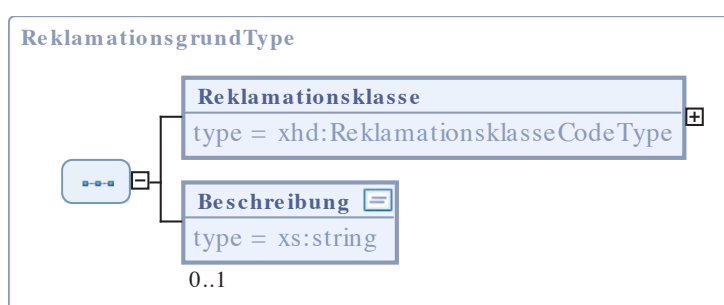 ReklamationsgrundType
Reklamationsklasse
type = xhd:ReklamationsklasseCodeType
Beschreibung
type = xs:string
0..1